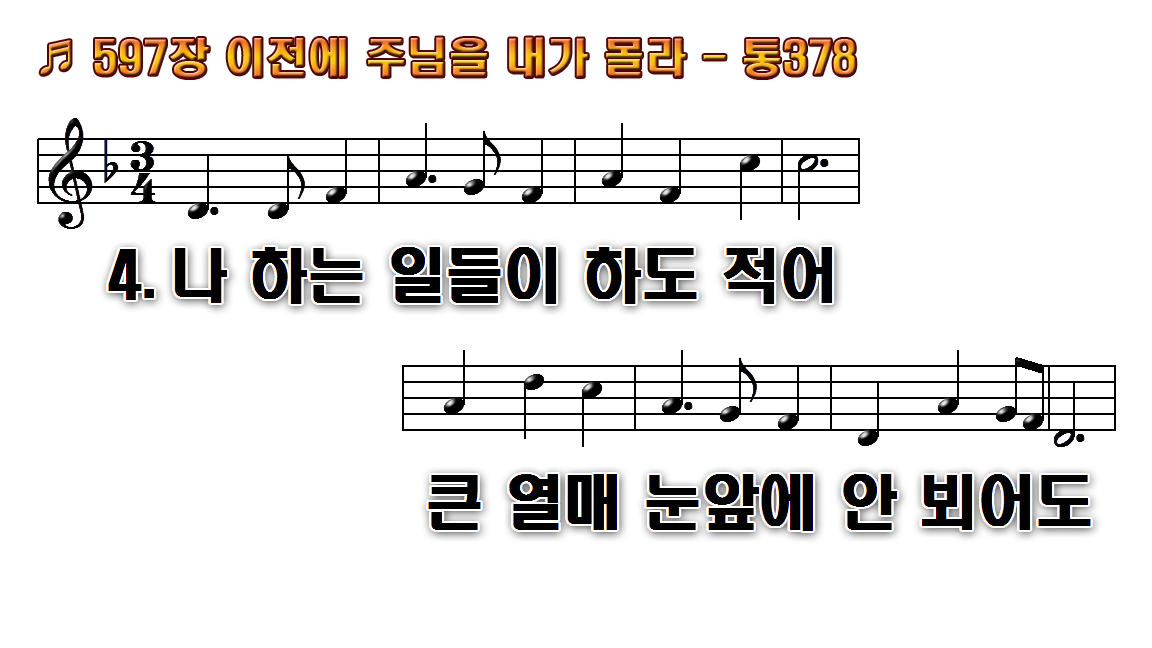 ♬ 597장 이전에 주님을 내가 몰라 - 통378
3
4
4. 나 하는 일들이 하도 적어
큰 열매 눈앞에 안 뵈어도